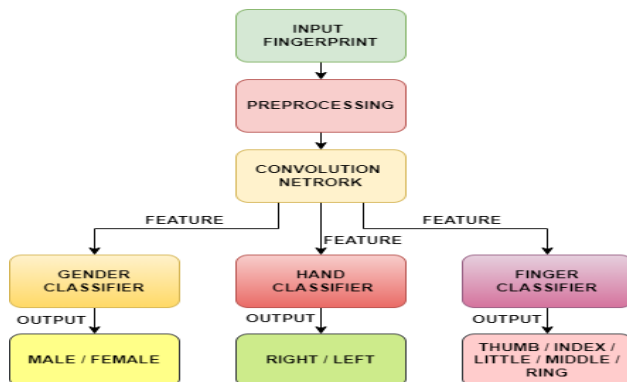 INPUT
FINGERPRINT
PREPROCESSING
CONVOLUTION
NETRORK
FEATURE
FEATURE
FEATURE
GENDER
CLASSIFIER
HAND
CLASSIFIER
FINGER
CLASSIFIER
OUTPUT
OUTPUT
OUTPUT
MALE / FEMALE
RIGHT / LEFT
THUMB / INDEX /
LITTLE / MIDDLE /
RING